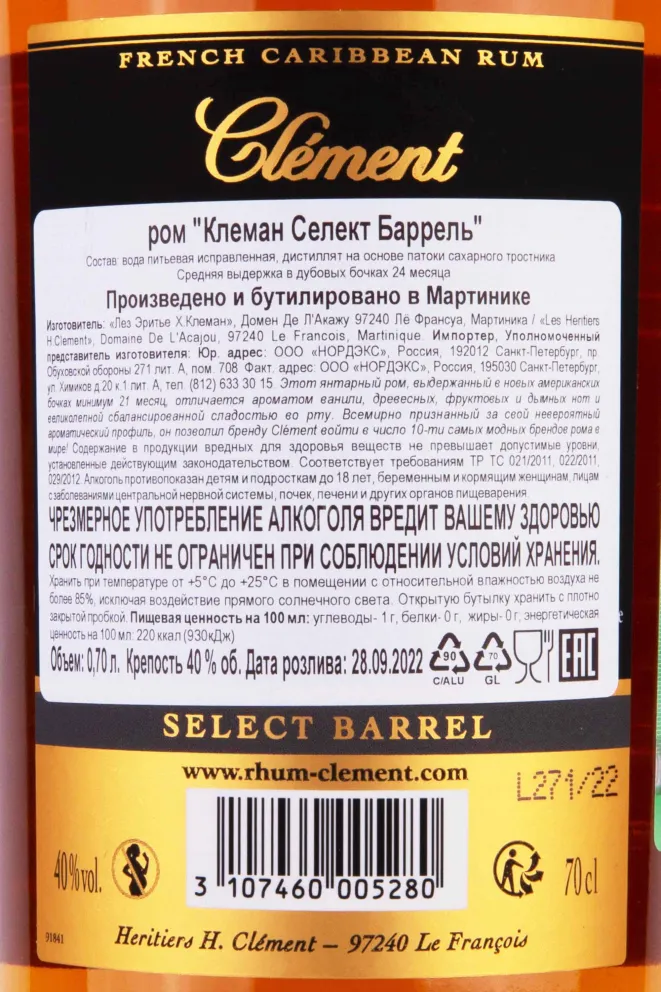 FRENCH CARIBBEAN RUM
Clément
ром "Клеман Селект Баррель"
Состав: вода питьевая исправленная, дистиллят на основе патоки сахарного тростника
Средняя выдержка в дубовых бочках 24 месяца
Произведено и бутилировано в Мартинике
Изготовитель: «Лез Эритье Х.Клеман», Домен Де Л'Акажу 97240 Лё Франсуа, Мартиника / «Les Heritiers
H.Clement», Domaine De L'Acajou, 97240 Le Francois, Martinique. Импортер, Уполномоченный
представитель изготовителя: Юр. адрес: ООО «НОРДЭКС», Россия, 192012 Санкт-Петербург, пр.
Обуховской обороны 271 лит. А, пом. 708 Факт. адрес: ООО «НОРДЭКС», Россия, 195030 Санкт-Петербург,
ул. Химиков д.20 к.1 лит. А, тел. (812) 633 30 15. Этот янтарный ром, выдержанный в новых американских
бочках минимум 21 месяц, отличается ароматом ванили, древесных, фруктовых и дымных нот и
великолепной сбалансированной сладостью во рту. Всемирно признанный за свой невероятный
ароматический профиль, он позволил бренду Clément войти в число 10-ти самых модных брендов рома в
мире! Содержание в продукции вредных для здоровья веществ не превышает допустимые уровни,
установленные действующим законодательством. Соответствует требованиям ТР ТС 021/2011, 022/2011,
029/2012. Алкоголь противопоказан детям и подросткам до 18 лет, беременным и кормящим женщинам, лицам
с заболеваниями центральной нервной системы, почек, печени и других органов пищеварения.
ЧРЕЗМЕРНОЕ УПОТРЕБЛЕНИЕ АЛКОГОЛЯ ВРЕДИТ ВАШЕМУ ЗДОРОВЬЮ
СРОК ГОДНОСТИ НЕ ОГРАНИЧЕН ПРИ СОБЛЮДЕНИИ УСЛОВИЙ ХРАНЕНИЯ.
Хранить при температуре от +5°C до +25°C в помещении с относительной влажностью воздуха не
более 85%, исключая воздействие прямого солнечного света. Открытую бутылку хранить с плотно
закрытой пробкой. Пищевая ценность на 100 мл: углеводы- 1 г, белки- 0 г, жиры- 0 г, энергетическая
ценность на 100 мл: 220 ккал (930кДж)
Объем: 0,70 л. Крепость 40 % об. Дата розлива: 28.09.2022
90
C/ALU
70
GL
EAC
SELECT BARREL
www.rhum-clement.com
L271/22
40%vol.
3 107460 005280
70 cl
91841
Heritiers H. Clément – 97240 Le François